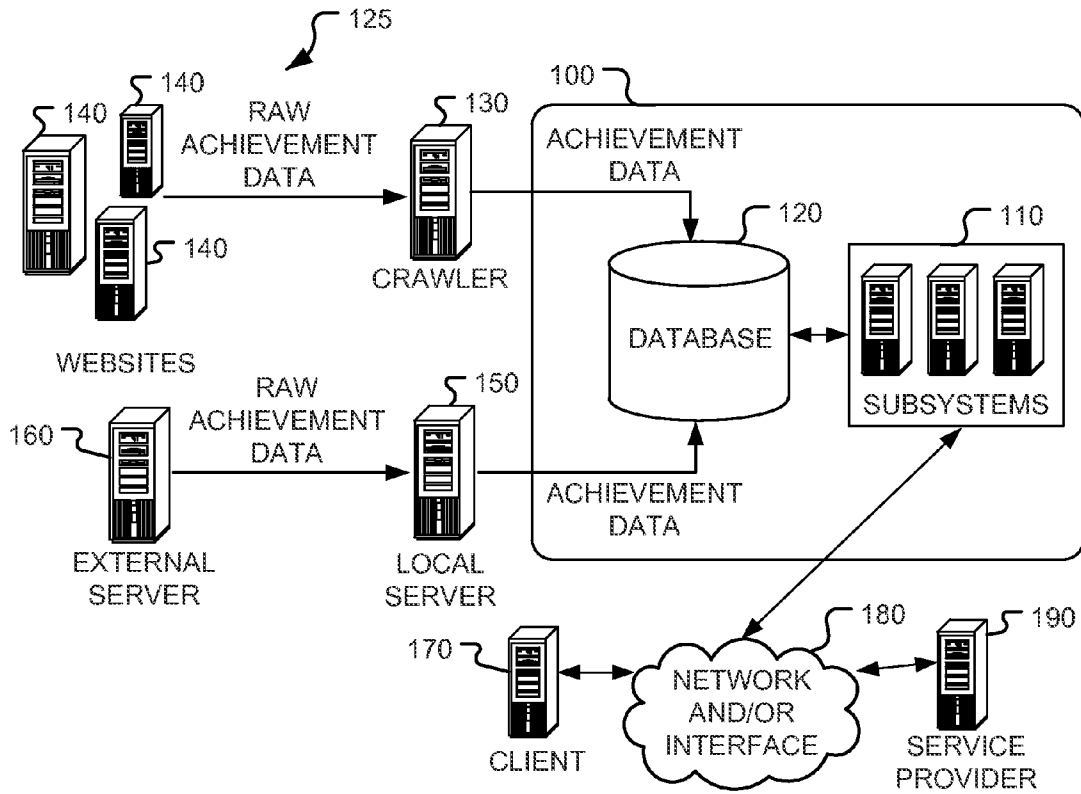 125
140
140
RAW
ACHIEVEMENT
DATA
130
100
ACHIEVEMENT
DATA
140
CRAWLER
120
110
DATABASE
SUBSYSTEMS
WEBSITES
160
RAW
ACHIEVEMENT
DATA
150
ACHIEVEMENT
DATA
EXTERNAL
SERVER
LOCAL
SERVER
170
CLIENT
180
NETWORK
AND/OR
INTERFACE
190
SERVICE
PROVIDER